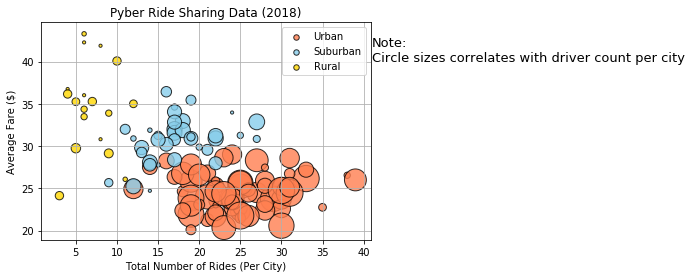 Pyber Ride Sharing Data (2018)
Urban
Suburban
Rural
Note:
Circle sizes correlates with driver count per city
Average Fare ($)
40
35
30
25
20
5
10
15
20
25
30
35
40
Total Number of Rides (Per City)